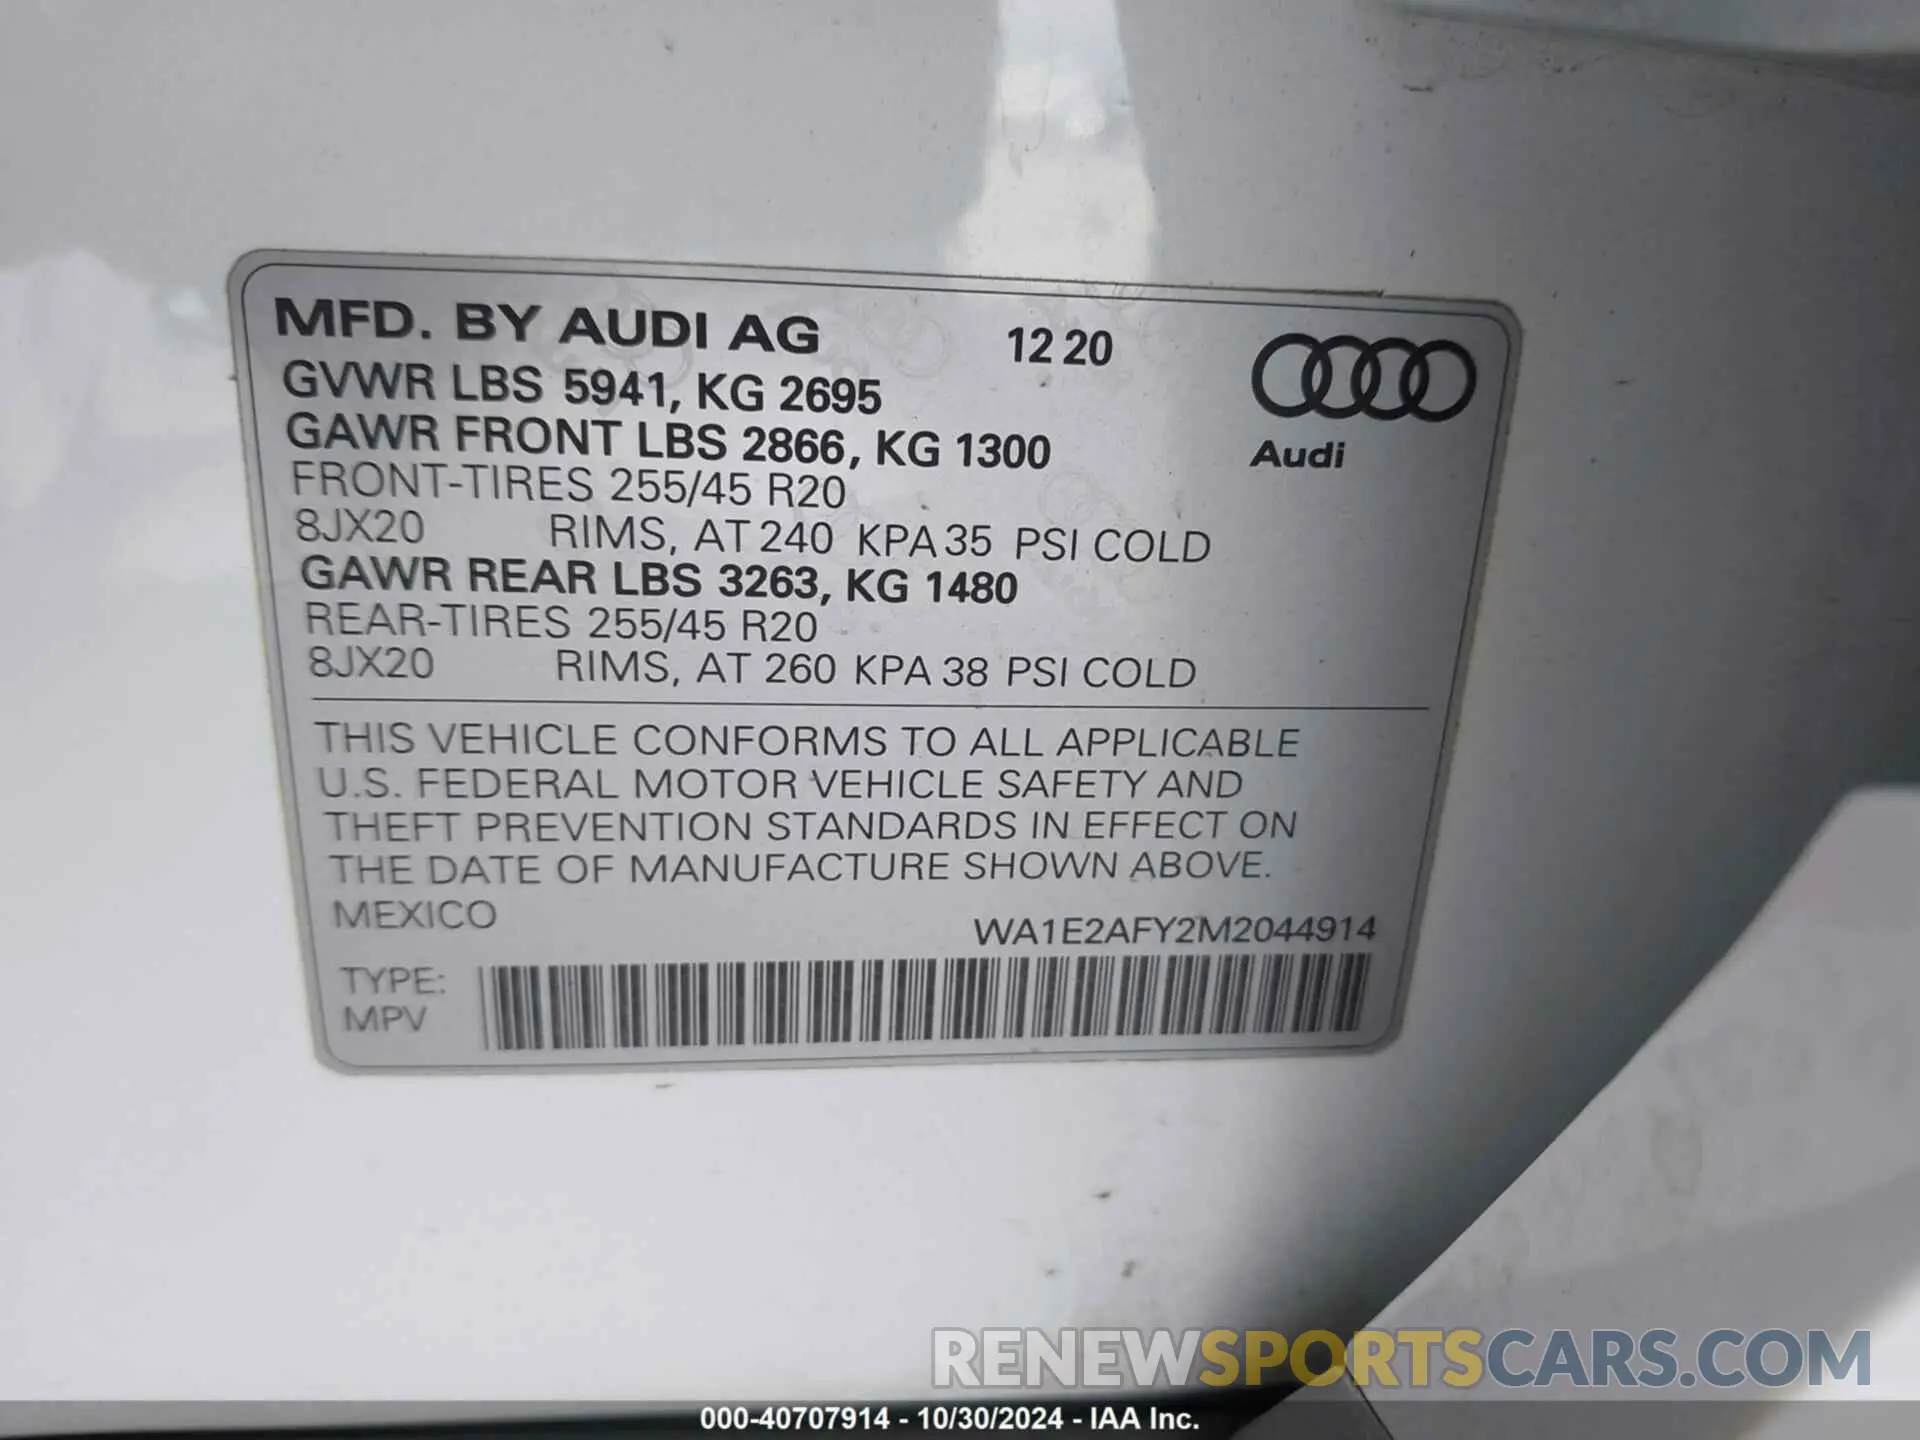 MFD. BY AUDI AG 12 20
GVWR LBS 5941, KG 2695
GAWR FRONT LBS 2866, KG 1300
Audi
FRONT-TIRES 255/45 R20
8JX20 RIMS, AT 240 KPA 35 PSI COLD
GAWR REAR LBS 3263, KG 1480
REAR-TIRES 255/45 R20
8JX20 RIMS, AT 260 KPA 38 PSI COLD
THIS VEHICLE CONFORMS TO ALL APPLICABLE
U.S. FEDERAL MOTOR VEHICLE SAFETY AND
THEFT PREVENTION STANDARDS IN EFFECT ON
THE DATE OF MANUFACTURE SHOWN ABOVE.
MEXICO WA1E2AFY2M2044914
TYPE:
MPV
RENEWSPORTSCARS.COM
000-40707914 - 10/30/2024 - IAA Inc.